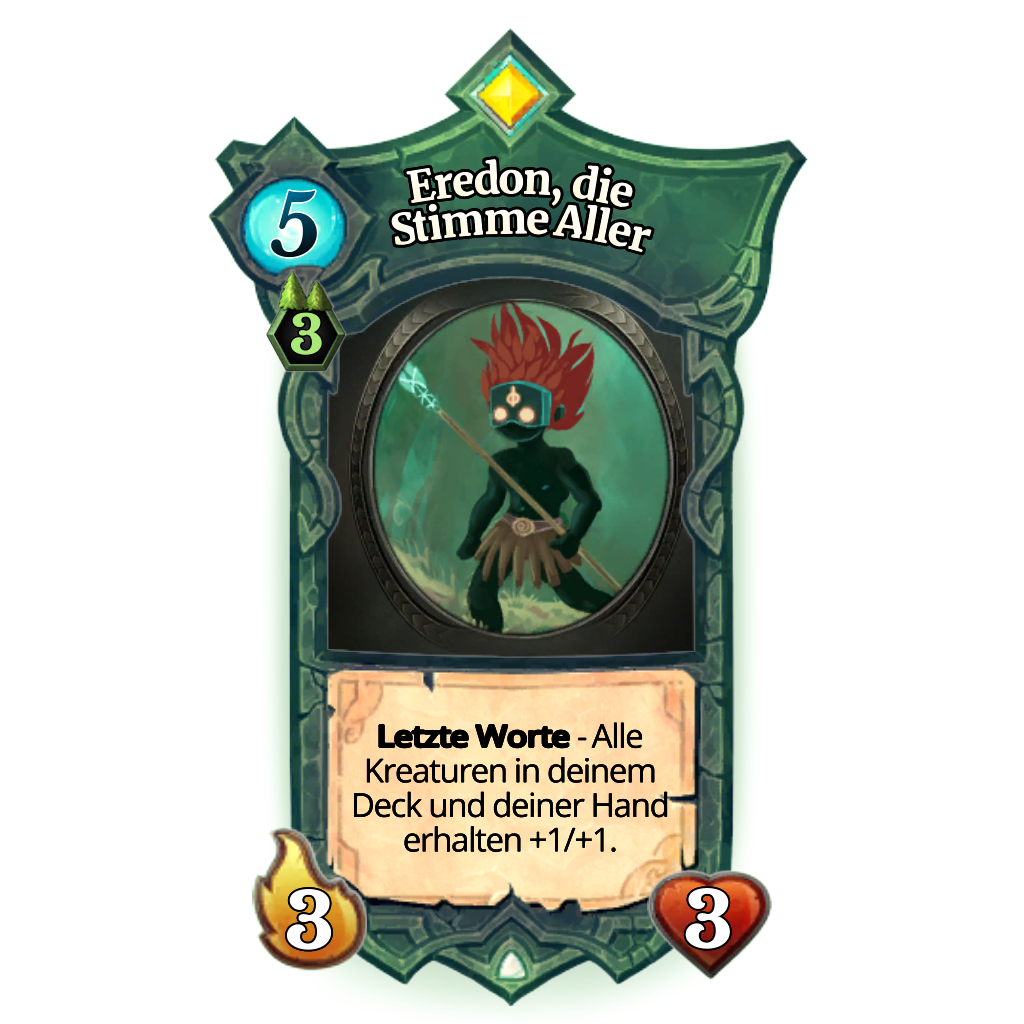 Eredon, die
Stimme Aller
5
3
Letzte Worte - Alle
Kreaturen in deinem
Deck und deiner Hand
erhalten +1/+1.
3
3